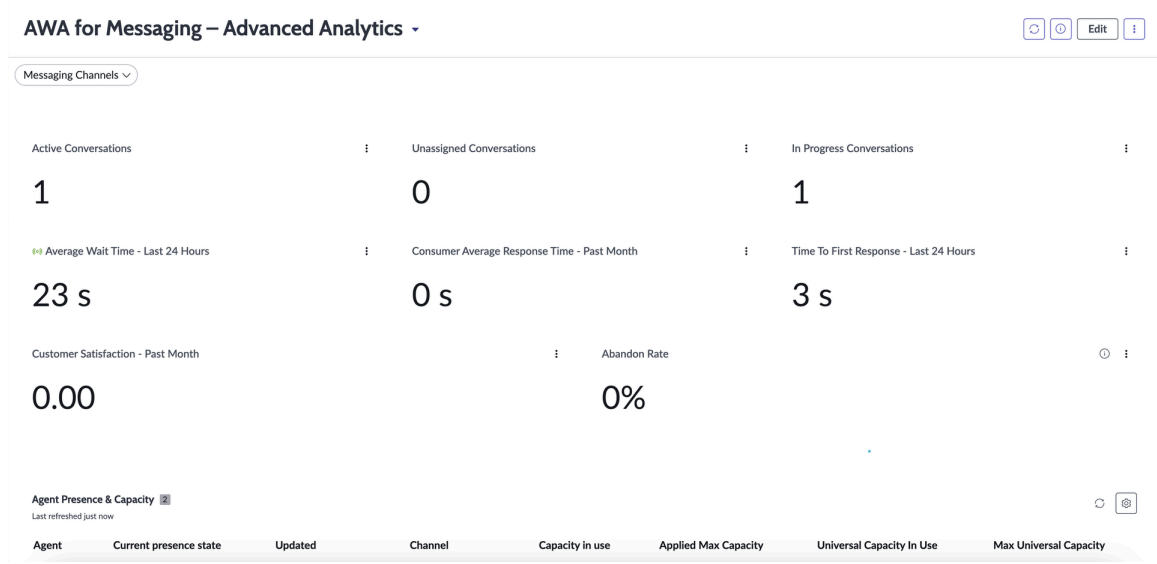 AWA for Messaging – Advanced Analytics
Edit
Messaging Channels
Active Conversations
Unassigned Conversations
In Progress Conversations
1
0
1
Average Wait Time - Last 24 Hours
Consumer Average Response Time - Past Month
Time To First Response - Last 24 Hours
23 s
0 s
3 s
Customer Satisfaction - Past Month
Abandon Rate
0.00
0%
Agent Presence & Capacity 2
Last refreshed just now
Agent Current presence state Updated Channel Capacity in use Applied Max Capacity Universal Capacity In Use Max Universal Capacity